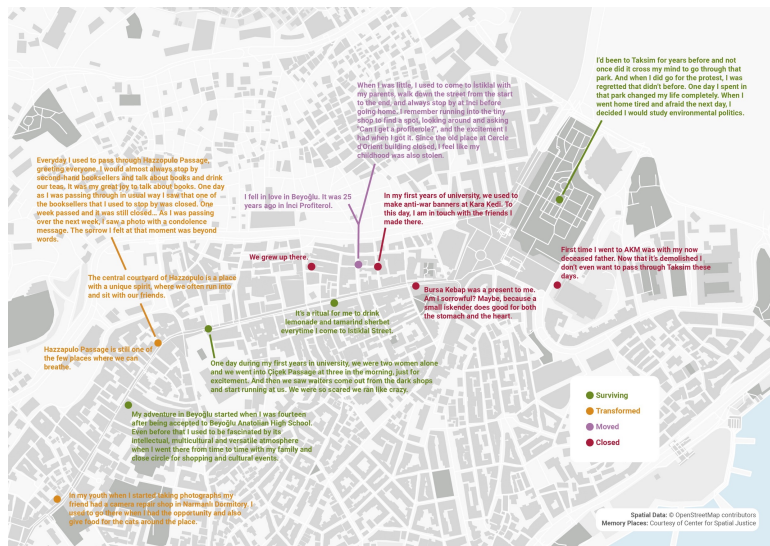 I'd been to Taksim for years before and not
once did it cross my mind to go through that
park. And when I did go for the protest, I was
regretted that didn't before. One day I spent in
that park changed my life completely. When I
went home tired and afraid the next day, I
decided I would study environmental politics.
When I was little, I used to come to İstiklal with
my parents, walk down the street from the start
to the end, and always stop by at İnci before
going home. I remember running into the tiny
shop to find a spot, looking around and asking
"Can I get a profiterole?", and the excitement I
had when I got it. Since the old place at Cercle
d'Orient building closed, I feel like my
childhood was also stolen.
Everyday I used to pass through Hazzopulo Passage,
greeting everyone. I would almost always stop by
second-hand booksellers and talk about books and drink
our teas. It was my great joy to talk about books. One day
as I was passing through in usual way I saw that one of
the booksellers that I used to stop by was closed. One
week passed and it was still closed... As I was passing
over the next week, I saw a photo with a condolence
message. The sorrow I felt at that moment was beyond
words.
I fell in love in Beyoğlu. It was 25
years ago in İnci Profiterol.
In my first years of university, we used to
make anti-war banners at Kara Kedi. To
this day, I am in touch with the friends I
made there.
We grew up there.
First time I went to AKM was with my now
deceased father. Now that it's demolished I
don't even want to pass through Taksim these
days.
The central courtyard of Hazzopulo is a place
with a unique spirit, where we often run into
and sit with our friends.
Bursa Kebap was a present to me.
Am I sorrowful? Maybe, because a
small iskender does good for both
the stomach and the heart.
It's a ritual for me to drink
lemonade and tamarind sherbet
everytime I come to Istiklal Street.
Hazzapulo Passage is still one of
the few places where we can
breathe.
One day during my first years in university, we were two women alone
and we went into Çiçek Passage at three in the morning, just for
excitement. And then we saw waiters come out from the dark shops
and start running at us. We were so scared we ran like crazy.
My adventure in Beyoğlu started when I was fourteen
after being accepted to Beyoğlu Anatolian High School.
Even before that I used to be fascinated by its
intellectual, multicultural and versatile atmosphere
when I went there from time to time with my family and
close circle for shopping and cultural events.
Surviving
Transformed
Moved
Closed
In my youth when I started taking photographs my
friend had a camera repair shop in Narmanlı Dormitory. I
used to go there when I had the opportunity and also
give food for the cats around the place.
Spatial Data: © OpenStreetMap contributors
Memory Places: Courtesy of Center for Spatial Justice